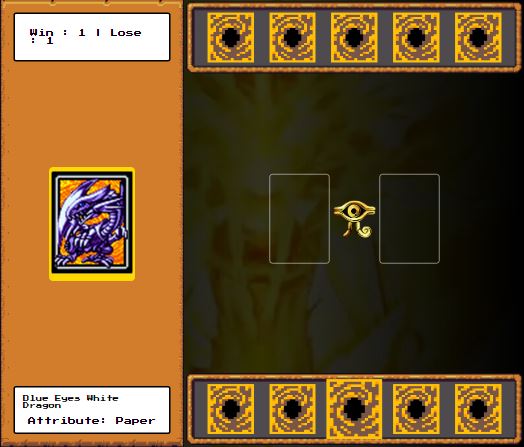 Win : 1 | Lose
: 1
Blue Eyes White
Dragon
Attribute: Paper